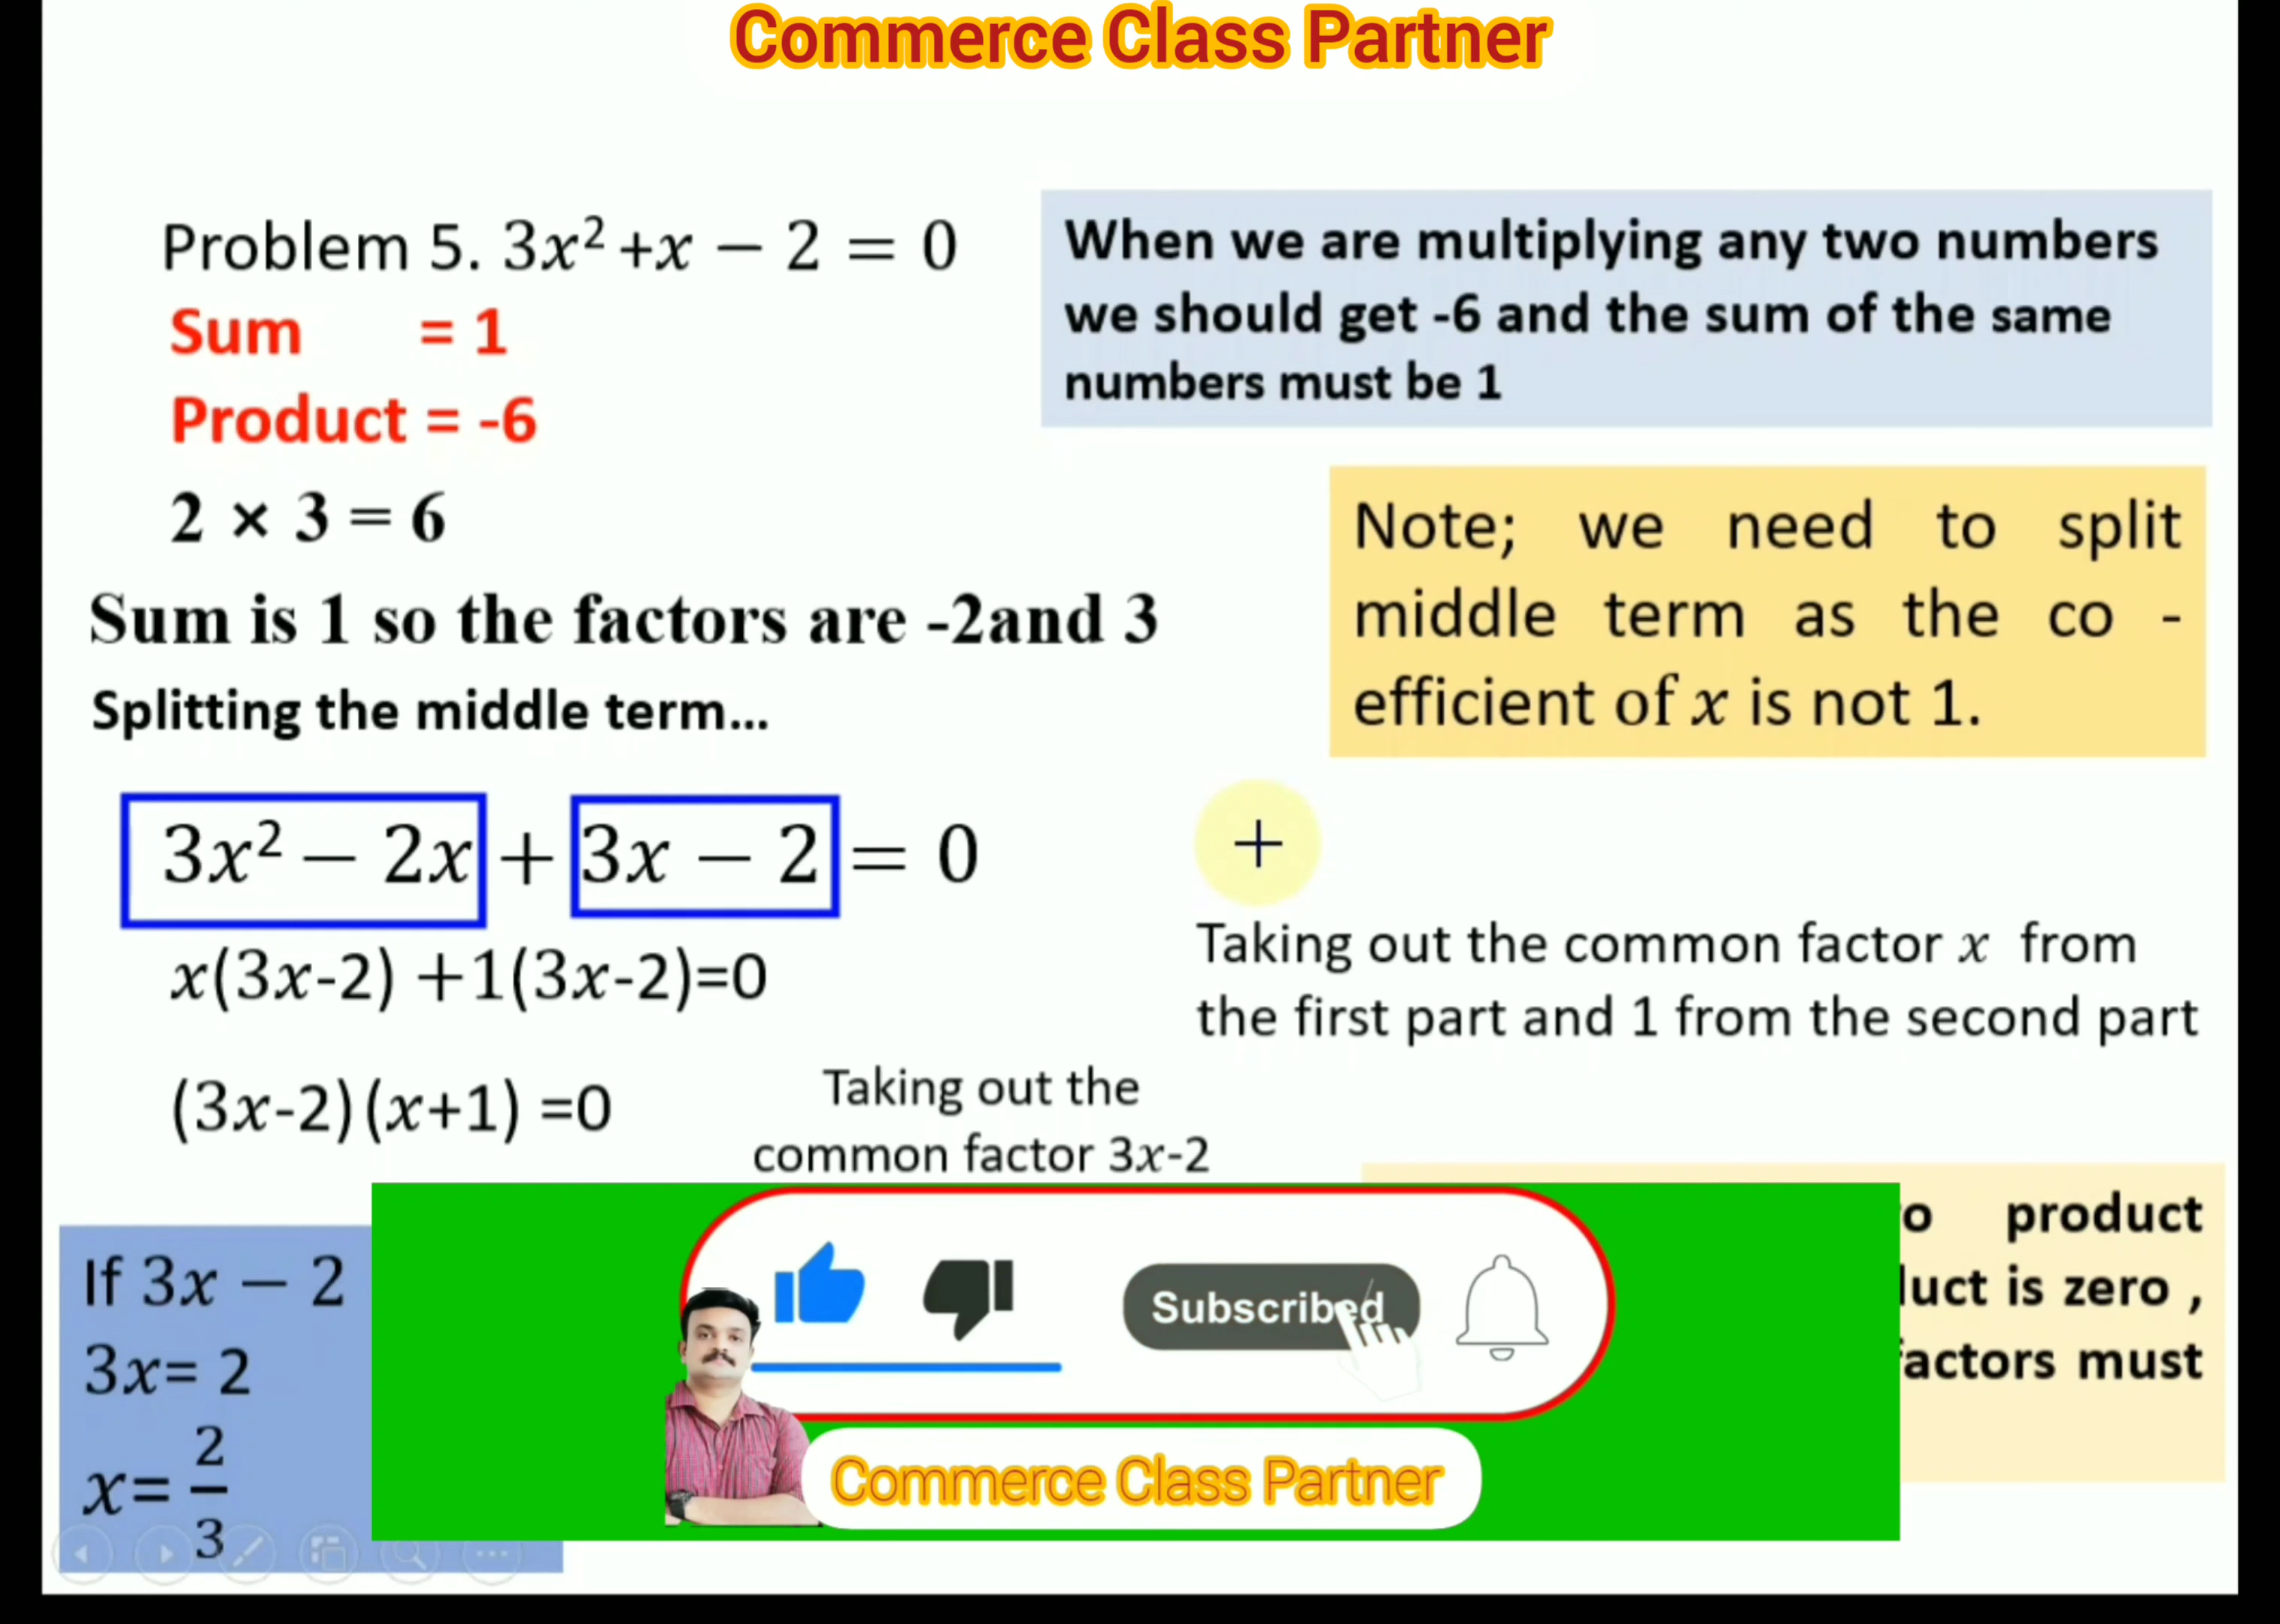 Commerce Class Partner
Problem 5. 3x² +x − 2 = 0
Sum = 1
Product = -6
2 × 3 = 6
Sum is 1 so the factors are -2and 3
Splitting the middle term...
When we are multiplying any two numbers
we should get -6 and the sum of the same
numbers must be 1
Note; we need to split
middle term as the co -
efficient of x is not 1.
3x² − 2x + 3x − 2 = 0
+
x(3x-2) +1(3x-2)=0
Taking out the common factor x from
the first part and 1 from the second part
(3x-2)(x+1) =0
Taking out the
common factor 3x-2
If 3x − 2
3x= 2
x= 2/3
product
is zero ,
must
Subscribed
Commerce Class Partner